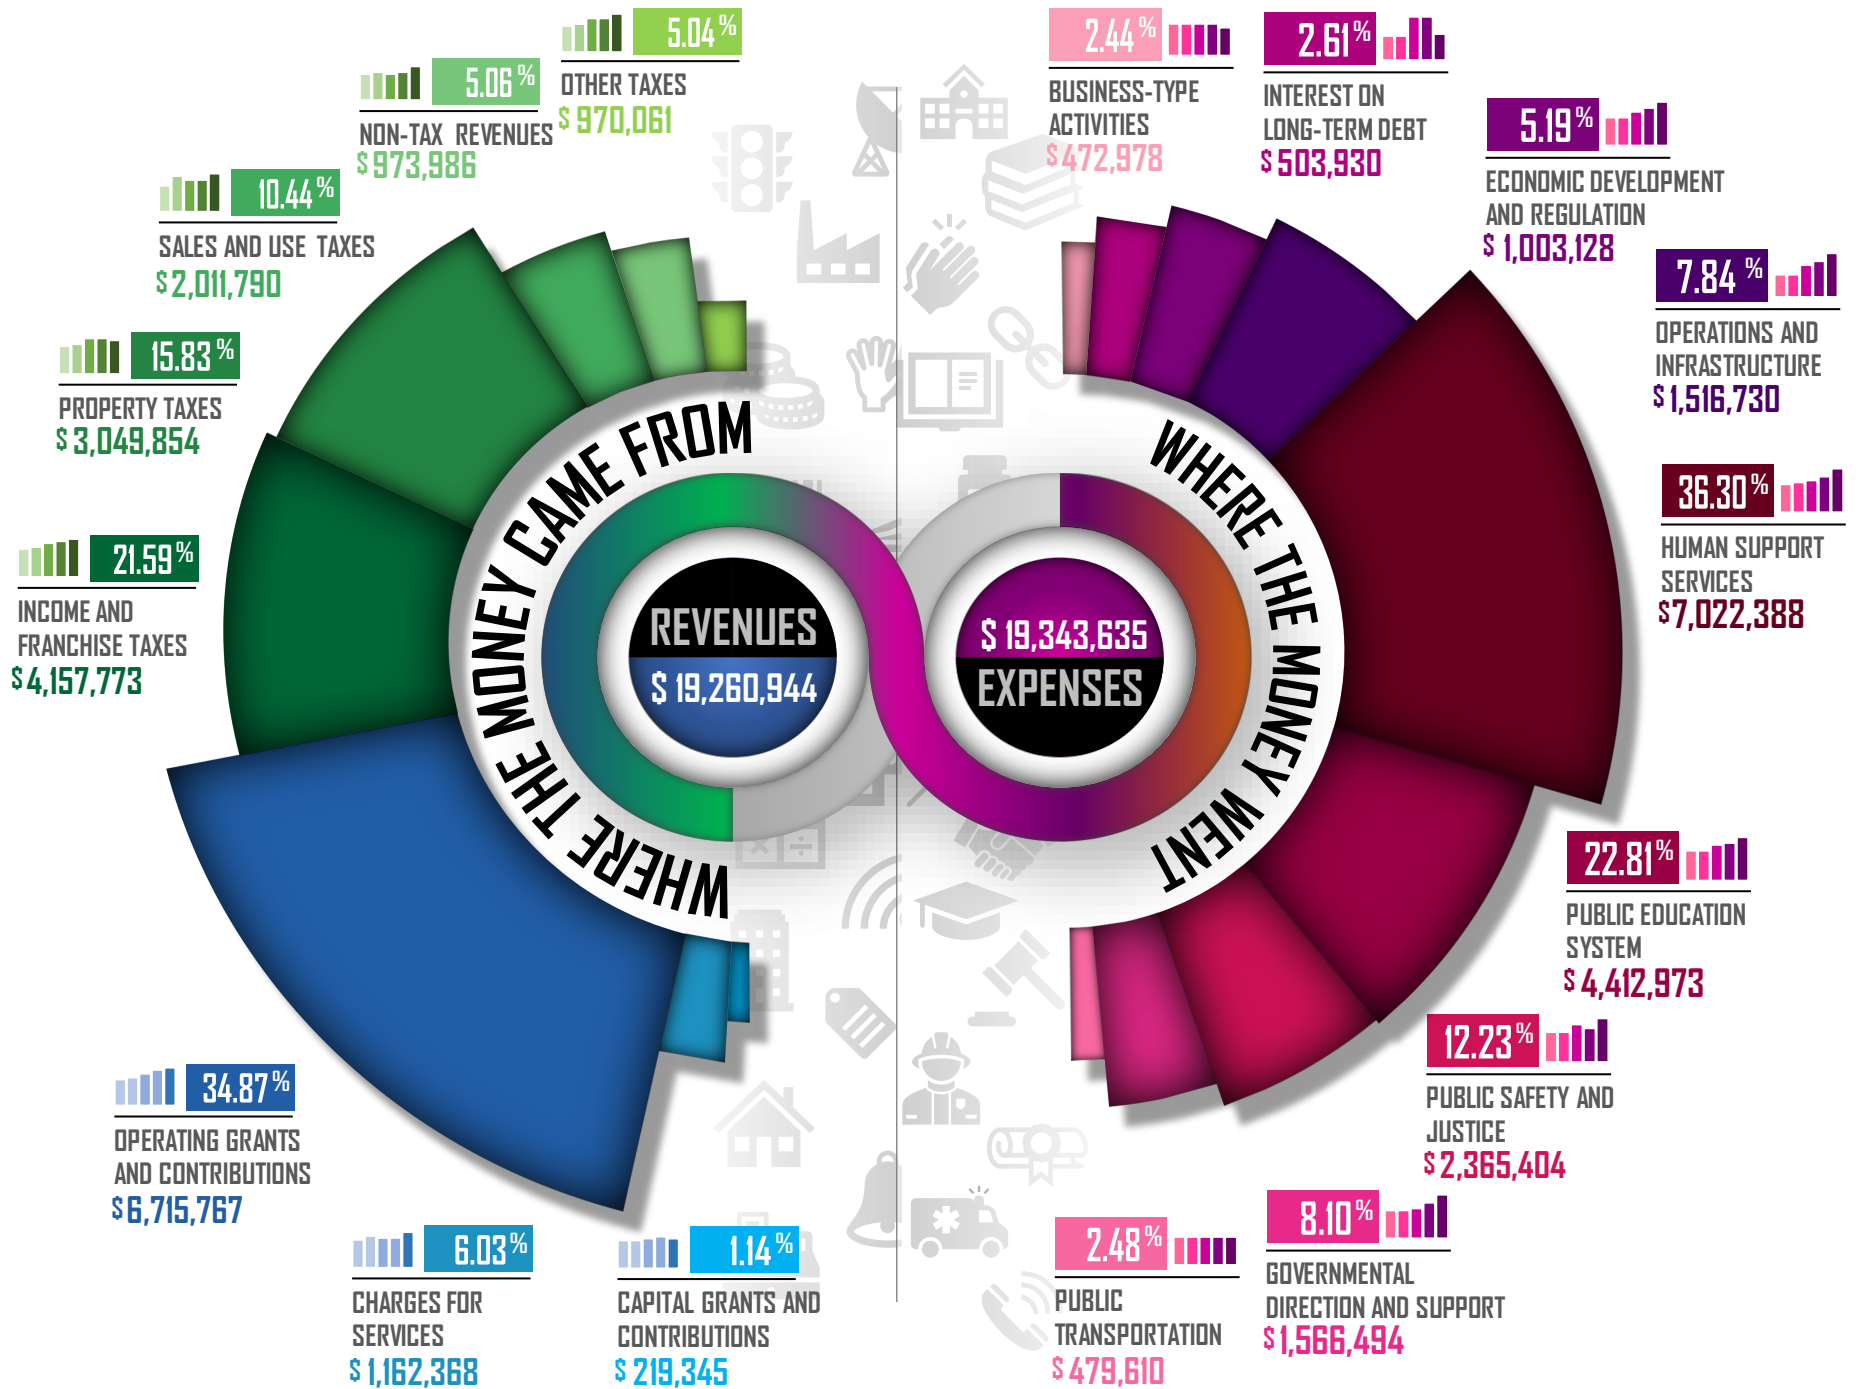 5.04%
OTHER TAXES
$ 970,061
5.06%
NON-TAX REVENUES
$ 973,986
10.44%
SALES AND USE TAXES
$ 2,011,790
15.83%
PROPERTY TAXES
$ 3,049,854
21.59%
INCOME AND
FRANCHISE TAXES
$ 4,157,773
34.87%
OPERATING GRANTS
AND CONTRIBUTIONS
$ 6,715,767
6.03%
CHARGES FOR
SERVICES
$ 1,162,368
1.14%
CAPITAL GRANTS AND
CONTRIBUTIONS
$ 219,345
WHERE THE MONEY CAME FROM
REVENUES
$ 19,260,944
$ 19,343,635
EXPENSES
WHERE THE MONEY WENT
2.44%
BUSINESS-TYPE
ACTIVITIES
$ 472,978
2.61%
INTEREST ON
LONG-TERM DEBT
$ 503,930
5.19%
ECONOMIC DEVELOPMENT
AND REGULATION
$ 1,003,128
7.84 %
OPERATIONS AND
INFRASTRUCTURE
$ 1,516,730
36.30%
HUMAN SUPPORT
SERVICES
$7,022,388
22.81%
PUBLIC EDUCATION
SYSTEM
$ 4,412,973
12.23%
PUBLIC SAFETY AND
JUSTICE
$ 2,365,404
8.10%
GOVERNMENTAL
DIRECTION AND SUPPORT
$ 1,566,494
2.48%
PUBLIC
TRANSPORTATION
$ 479,610